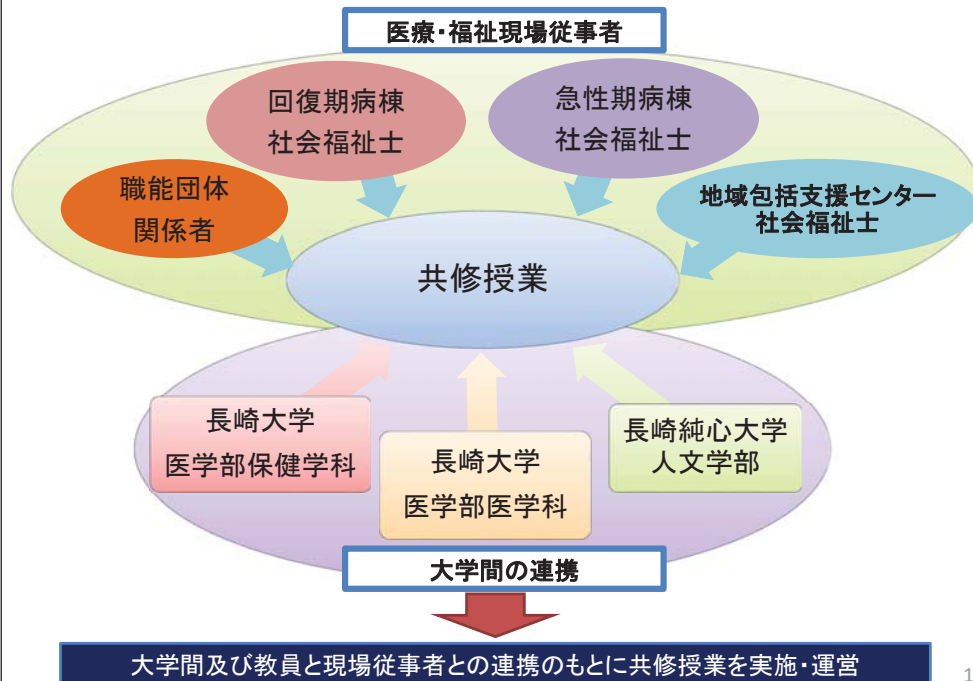 医療・福祉現場従事者
回復期病棟
社会福祉士
急性期病棟
社会福祉士
職能団体
関係者
地域包括支援センター
社会福祉士
共修授業
長崎大学
医学部保健学科
長崎大学
医学部医学科
長崎純心大学
人文学部
大学間の連携
大学間及び教員と現場従事者との連携のもとに共修授業を実施・運営
1